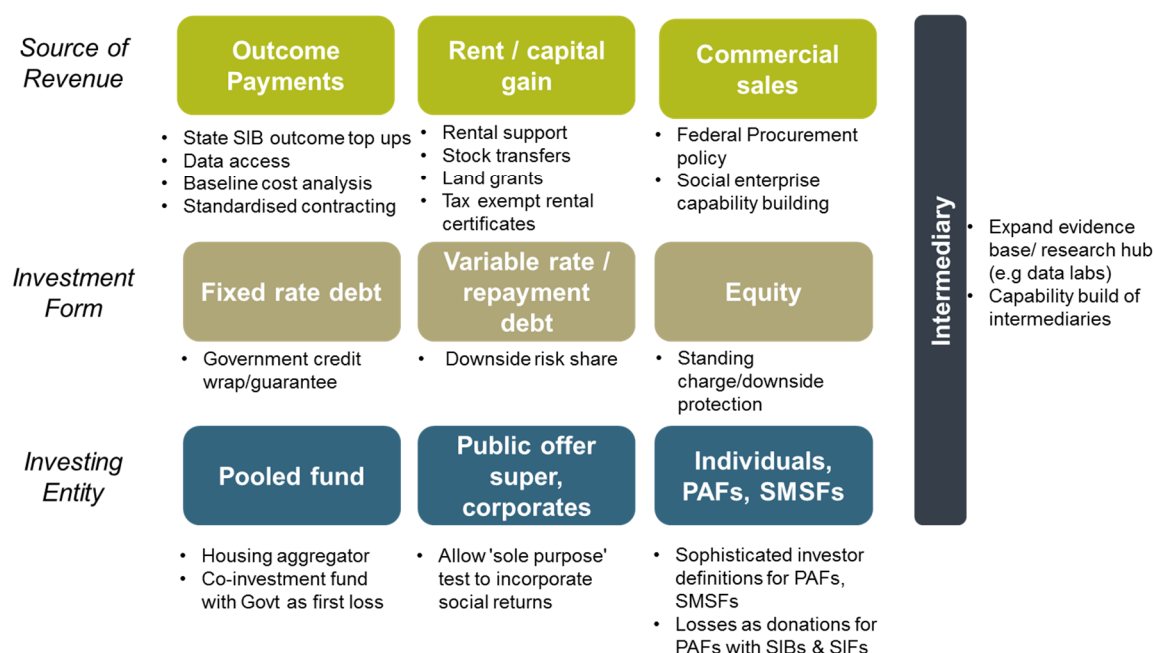 Source of
Revenue
Outcome
Payments
Rent / capital
gain
Commercial
sales
• State SIB outcome top ups
• Data access
• Baseline cost analysis
• Standardised contracting
• Rental support
• Stock transfers
• Land grants
• Tax exempt rental
certificates
• Federal Procurement
policy
• Social enterprise
capability building
Investment
Form
Fixed rate debt
Variable rate /
repayment
debt
Equity
• Government credit
wrap/guarantee
• Downside risk share
• Standing
charge/downside
protection
Investing
Entity
Pooled fund
Public offer
super,
corporates
Individuals,
PAFs, SMSFs
• Housing aggregator
• Co-investment fund
with Govt as first loss
• Allow 'sole purpose'
test to incorporate
social returns
• Sophisticated investor
definitions for PAFs,
SMSFs
• Losses as donations for
PAFs with SIBs & SIFs
Intermediary
• Expand evidence
base/ research hub
(e.g data labs)
• Capability build of
intermediaries